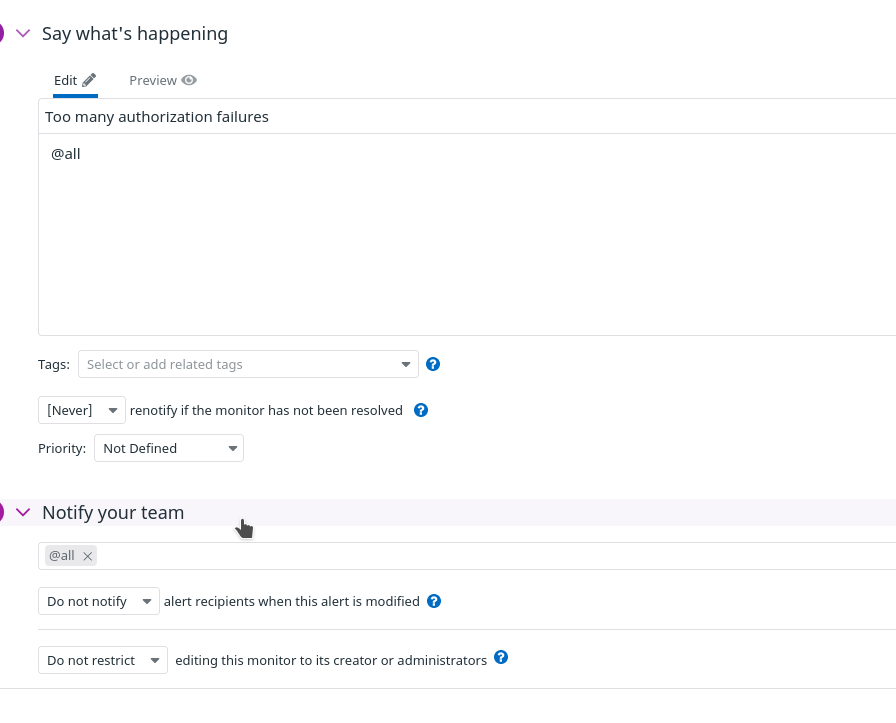 Say what's happening
Edit
Preview
Too many authorization failures
@all
Tags: Select or add related tags ?
[Never] renotify if the monitor has not been resolved ?
Priority: Not Defined
Notify your team
@all ×
Do not notify alert recipients when this alert is modified ?
Do not restrict editing this monitor to its creator or administrators ?